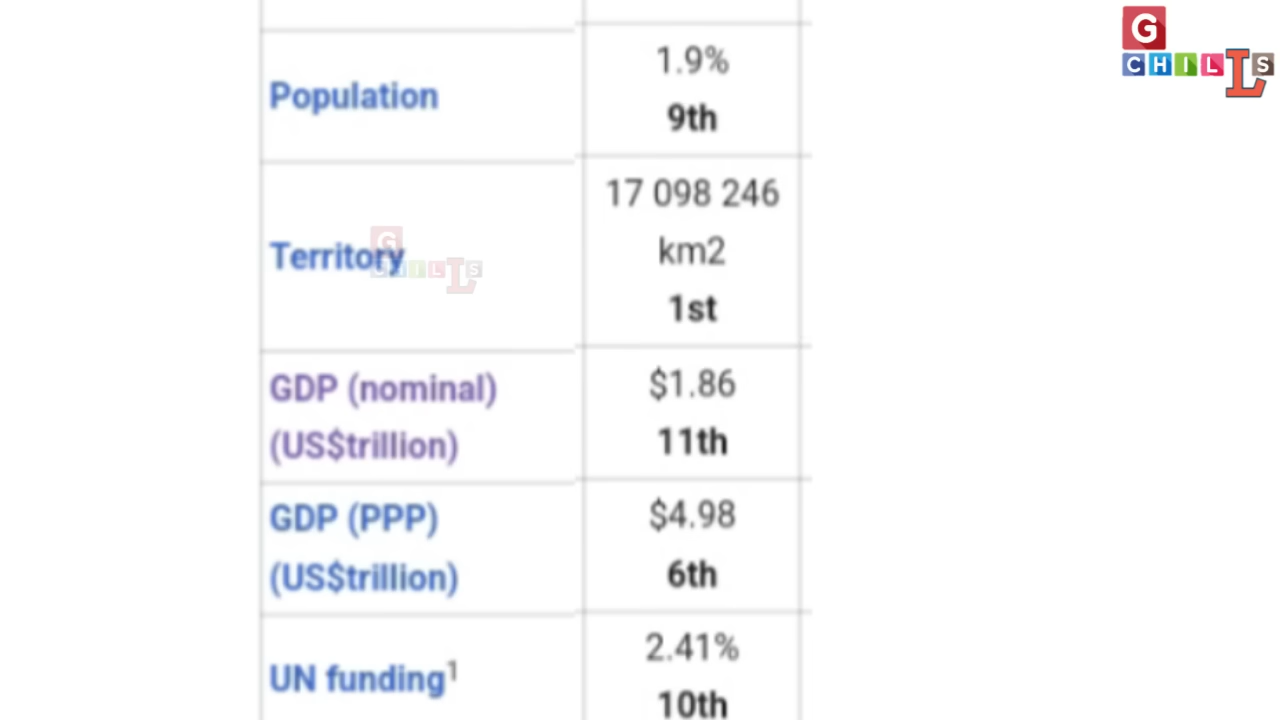 G
CHILLS
Population
1.9%
9th
Territory
17 098 246
km2
1st
G
CHILLS
GDP (nominal)
(US$trillion)
$1.86
11th
GDP (PPP)
(US$trillion)
$4.98
6th
UN funding1
2.41%
10th